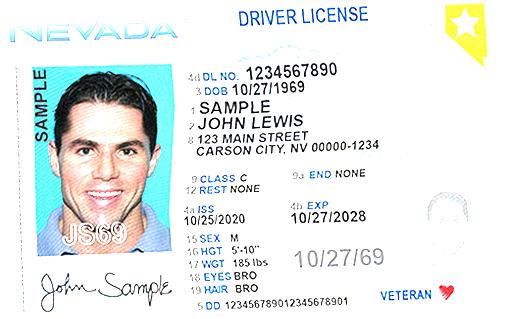 NEVADA
DRIVER LICENSE
SAMPLE
4d DL NO. 1234567890
3 DOB 10/27/1969
1 SAMPLE
2 JOHN LEWIS
8 123 MAIN STREET
CARSON CITY, NV 00000-1234
9 CLASS C 9a END NONE
12 REST NONE
4a ISS 4b EXP
10/25/2020 10/27/2028
15 SEX M
16 HGT 5'-10"
17 WGT 185 lbs
18 EYES BRO
19 HAIR BRO
10/27/69
5 DD 123456789012345678901
JS69
John Sample
VETERAN